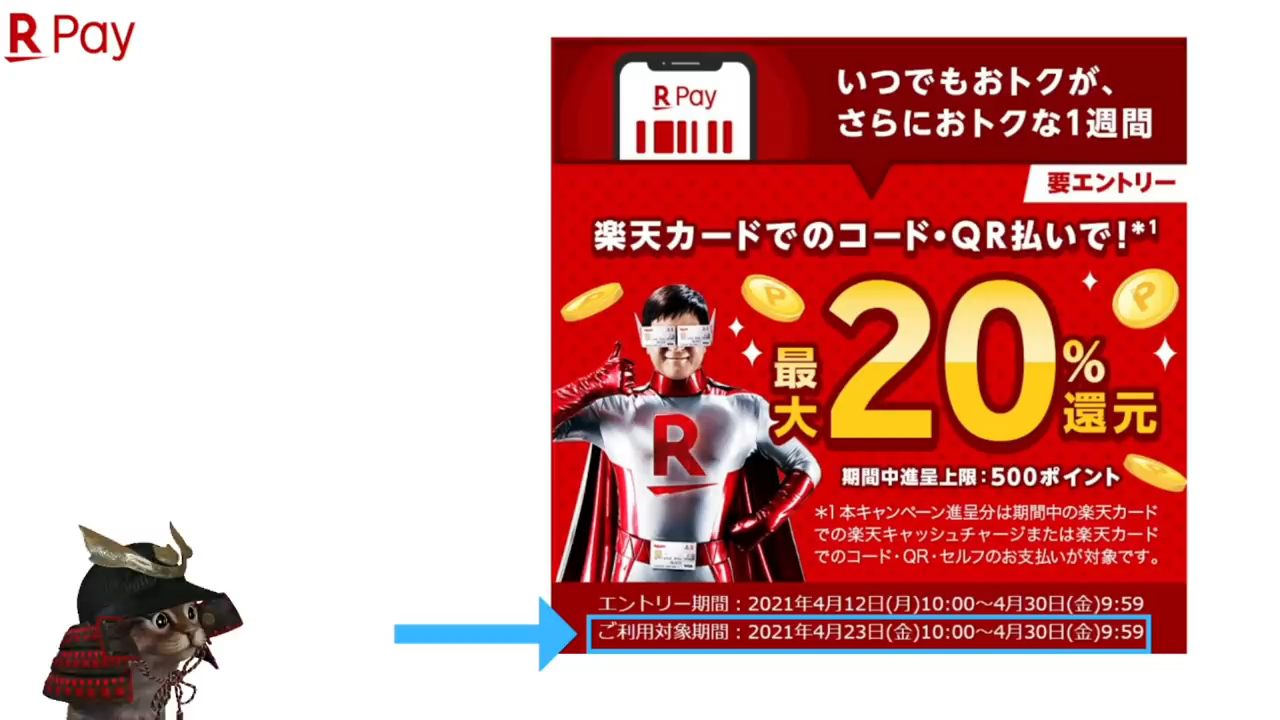 R Pay
R Pay
いつでもおトクが、
さらにおトクな1週間
要エントリー
楽天カードでのコード・QR払いで!*1
最大20%還元
R
期間中進呈上限:500ポイント
*1本キャンペーン進呈分は期間中の楽天カード
での楽天キャッシュチャージまたは楽天カード
でのコード・QR・セルフのお支払いが対象です。
エントリー期間:2021年4月12日(月)10:00～4月30日(金)9:59
ご利用対象期間:2021年4月23日(金)10:00～4月30日(金)9:59